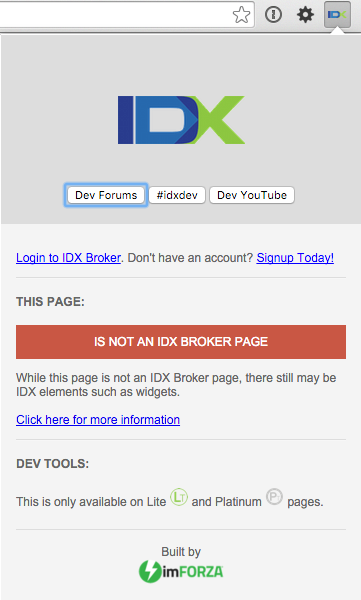 IDX
IDX
Dev Forums #idxdev Dev YouTube
Login to IDX Broker. Don't have an account? Signup Today!
THIS PAGE:
IS NOT AN IDX BROKER PAGE
While this page is not an IDX Broker page, there still may be
IDX elements such as widgets.
Click here for more information
DEV TOOLS:
This is only available on Lite LT and Platinum P pages.
Built by
imFORZA